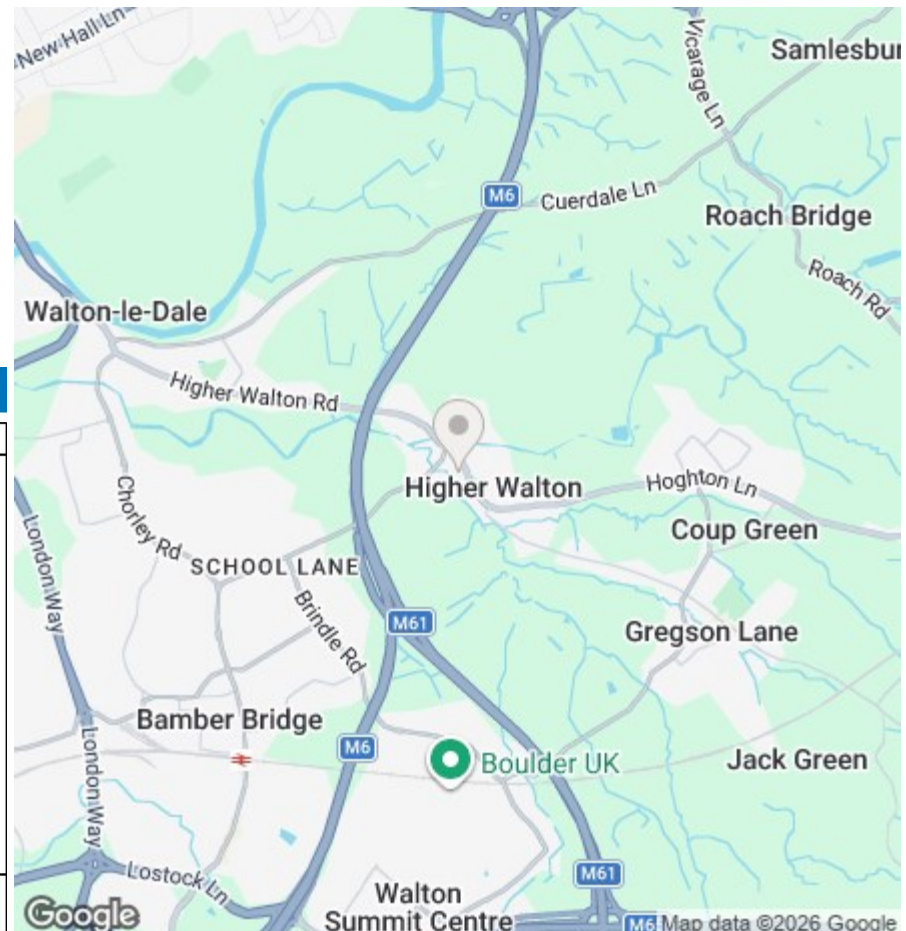 New Hall Ln
Vicarage Ln
Samlesbur
M6
Cuerdale Ln
Roach Bridge
Roach Rd
Walton-le-Dale
Higher Walton Rd
Higher Walton
Hoghton Ln
Coup Green
Chorley Rd
London Way
SCHOOL LANE
Brindle Rd
M61
Gregson Lane
Bamber Bridge
M6
Boulder UK
Jack Green
London Way
Lostock Ln
M61
Walton
Summit Centre
Google
M6
Map data ©2026 Google